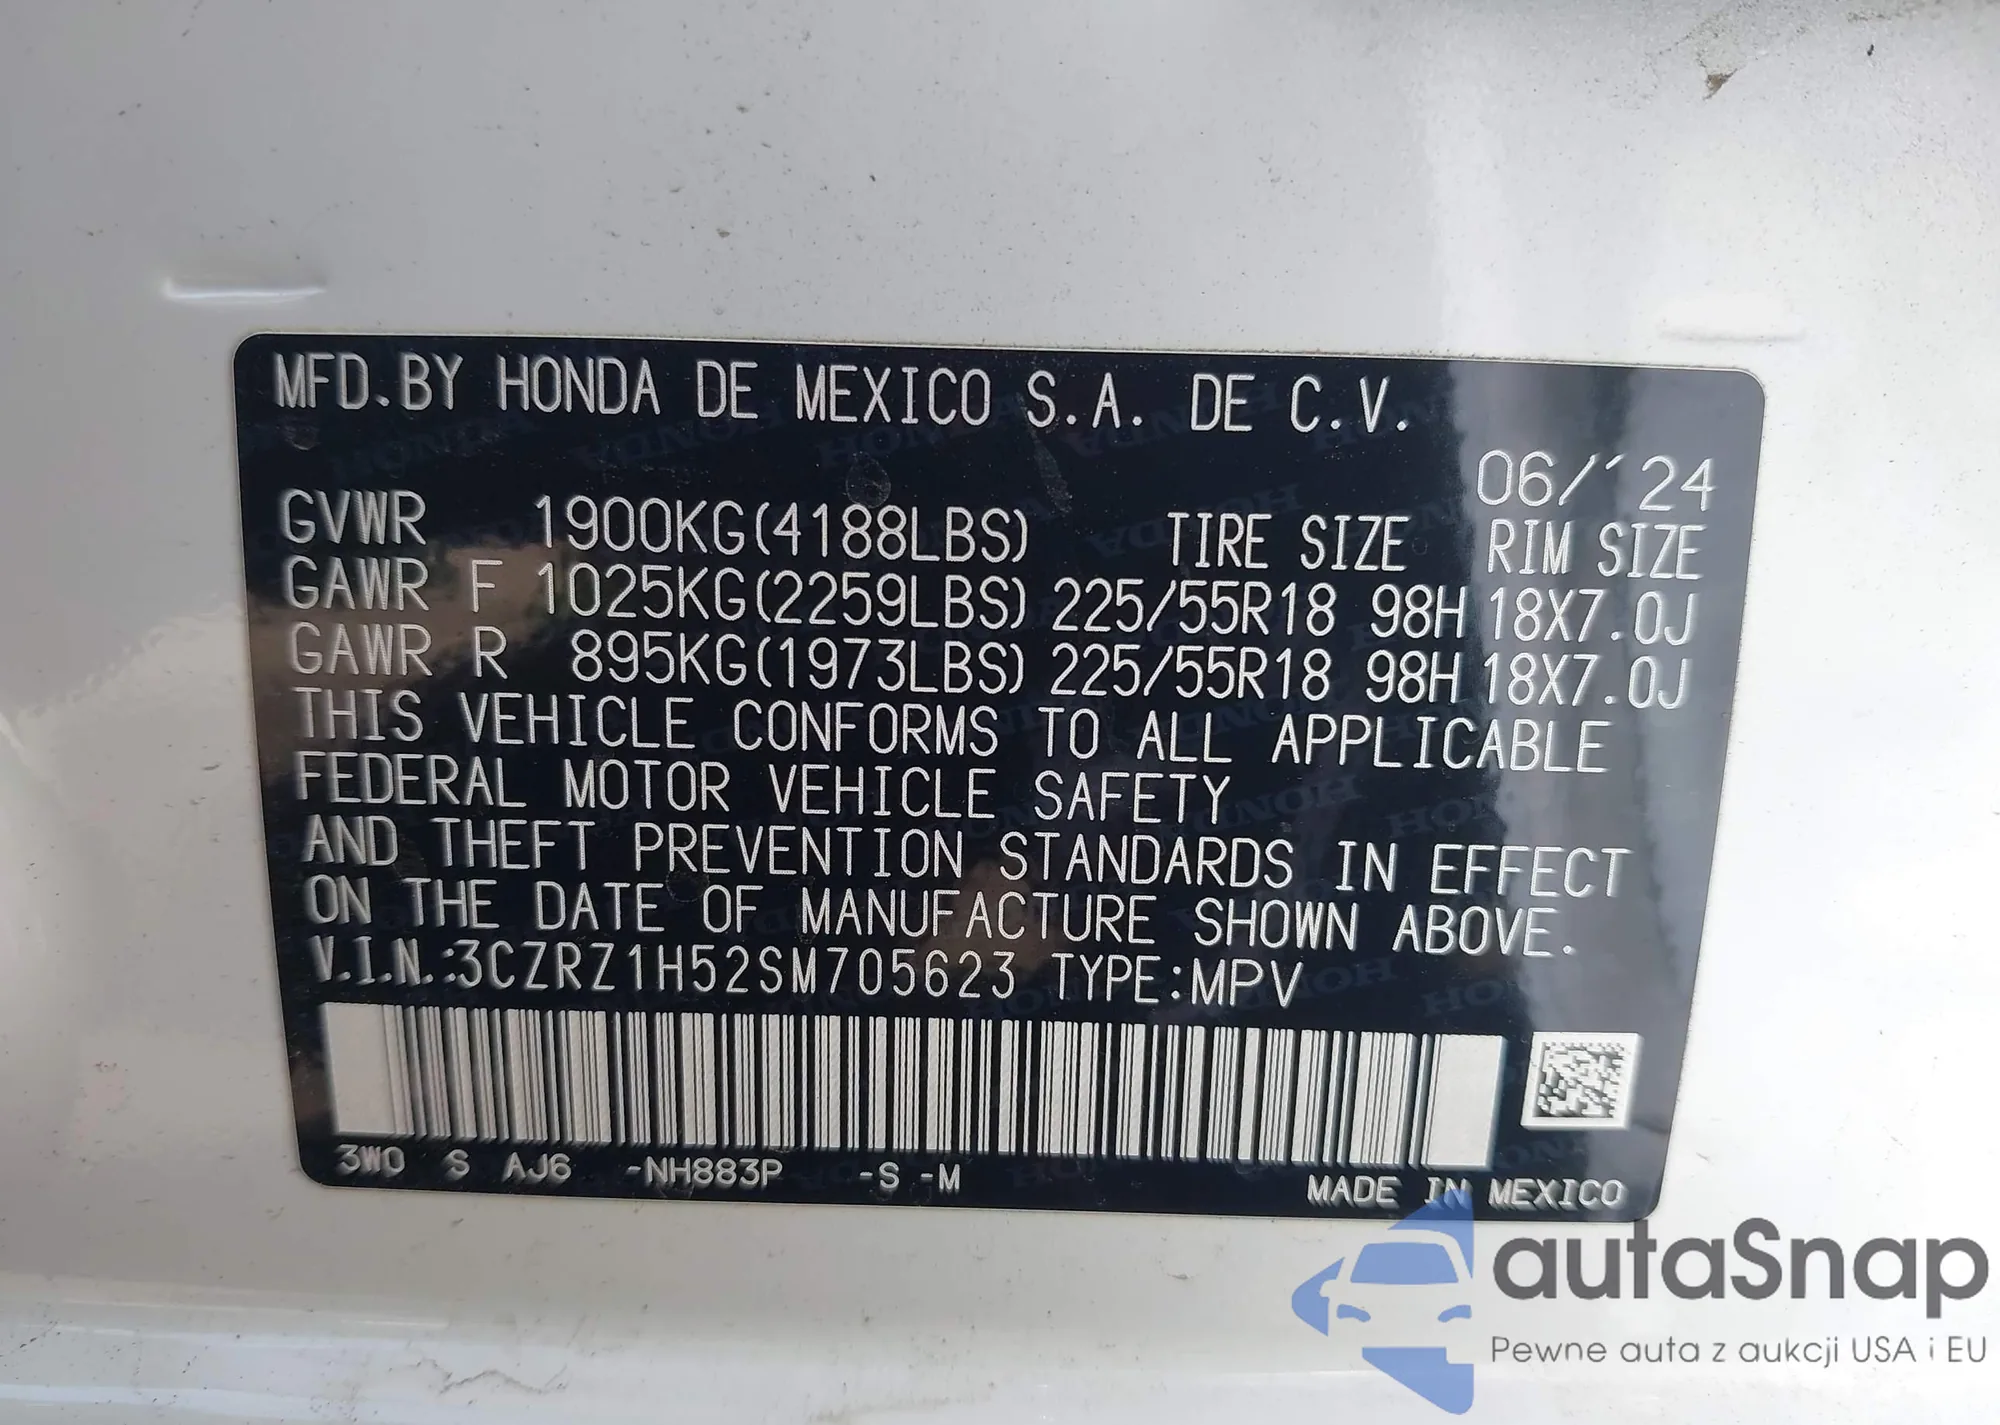 MFD.BY HONDA DE MEXICO S.A. DE C.V.
06/'24
GVWR 1900KG(4188LBS) TIRE SIZE RIM SIZE
GAWR F 1025KG(2259LBS) 225/55R18 98H 18X7.0J
GAWR R 895KG(1973LBS) 225/55R18 98H 18X7.0J
THIS VEHICLE CONFORMS TO ALL APPLICABLE
FEDERAL MOTOR VEHICLE SAFETY
AND THEFT PREVENTION STANDARDS IN EFFECT
ON THE DATE OF MANUFACTURE SHOWN ABOVE.
V.I.N.:3CZRZ1H52SM705623 TYPE:MPV
3W0 S AJ6 -NH883P -S -M
MADE IN MEXICO
autaSnap
Pewne auta z aukcji USA i EU